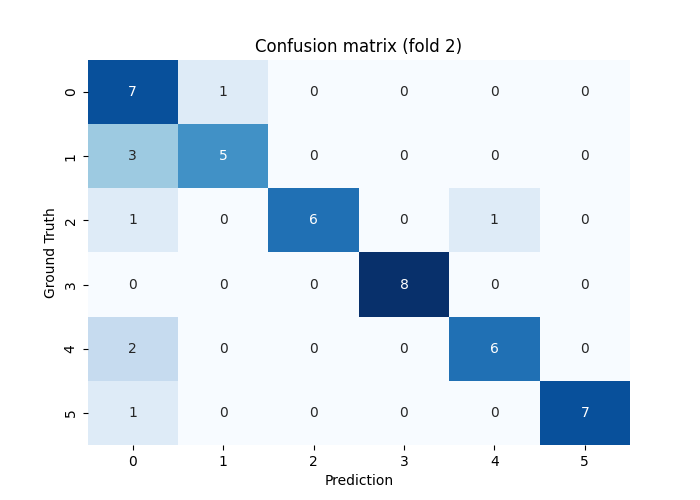 Confusion matrix (fold 2)
Ground Truth
0 7 1 0 0 0 0
1 3 5 0 0 0 0
2 1 0 6 0 1 0
3 0 0 0 8 0 0
4 2 0 0 0 6 0
5 1 0 0 0 0 7
0 1 2 3 4 5
Prediction